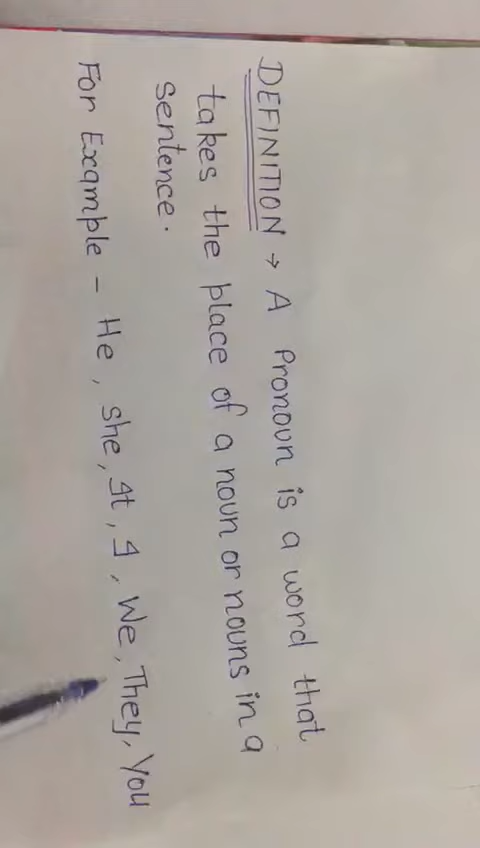 DEFINITION → A Pronoun is a word that
takes the place of a noun or nouns in a
sentence.
For Example - He, She, It, I, We, They, You